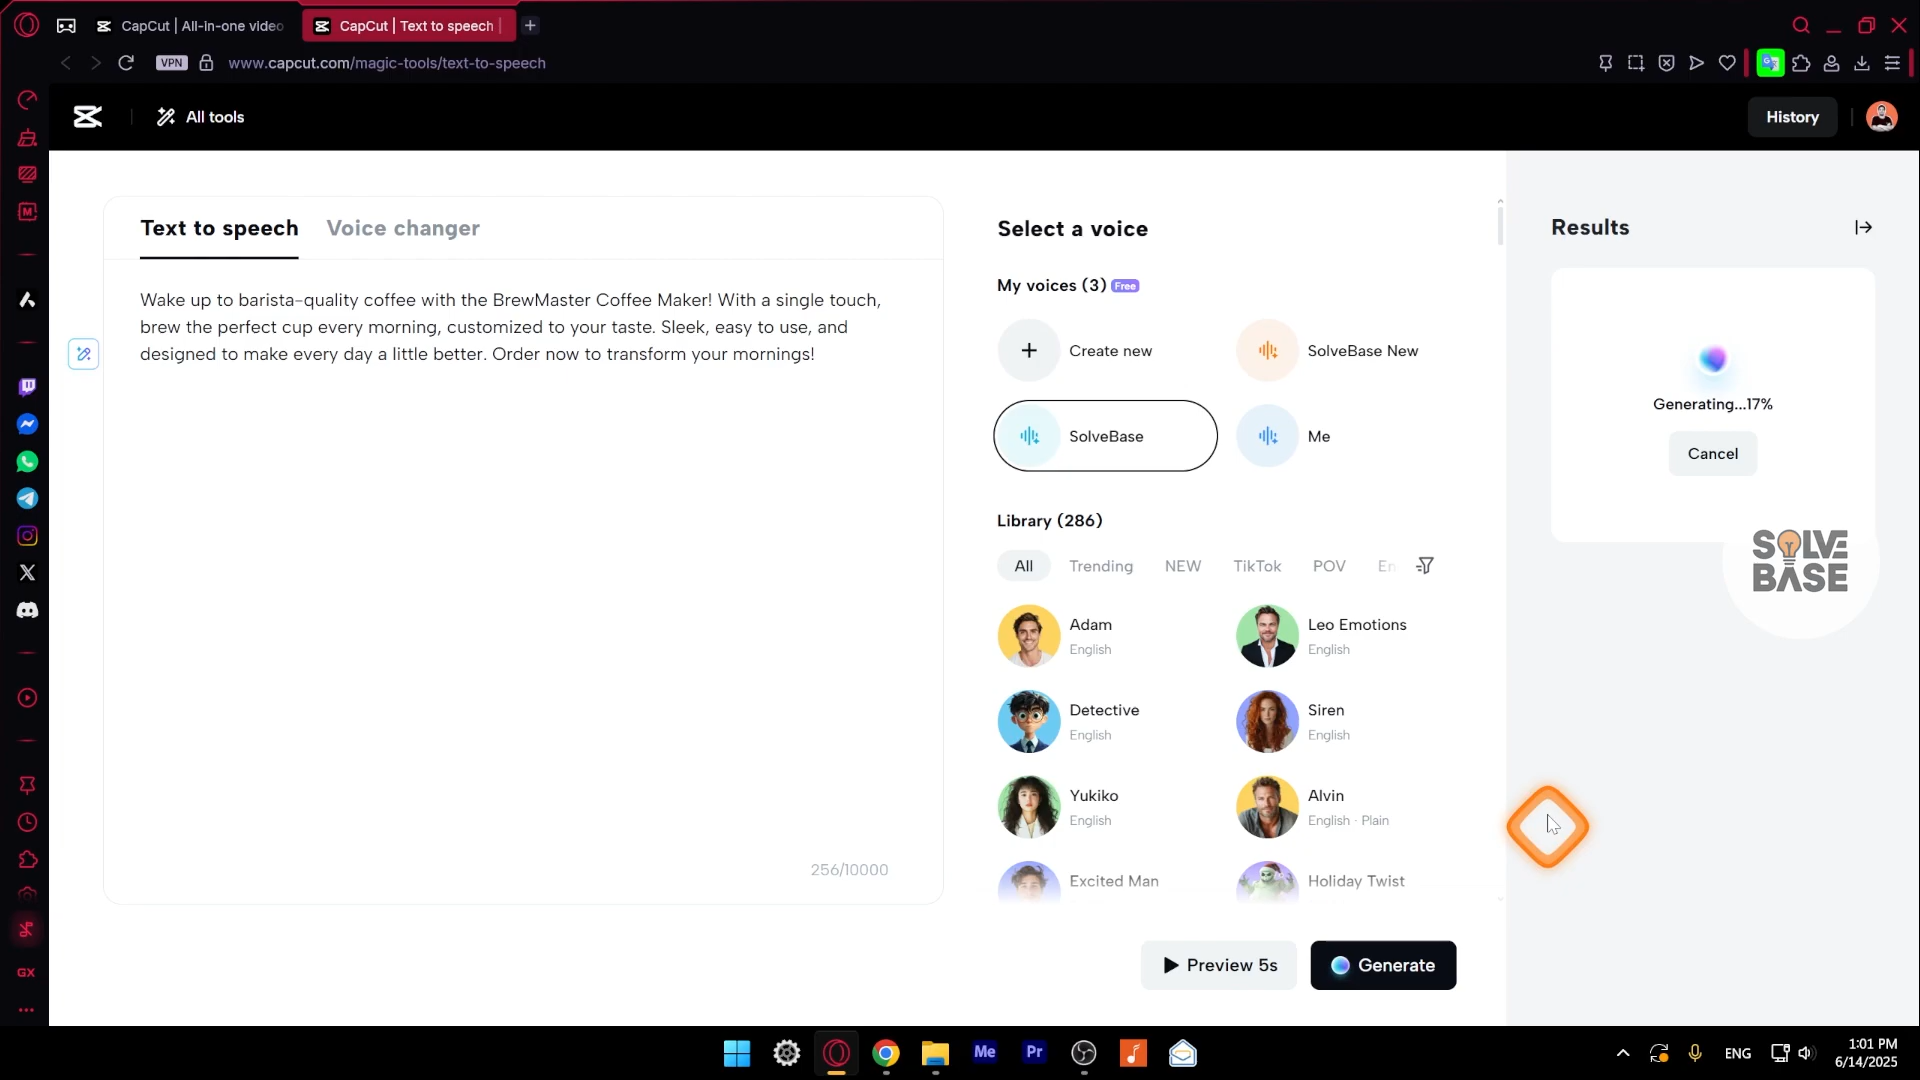 CapCut | All-in-one video
CapCut | Text to speech |
VPN
www.capcut.com/magic-tools/text-to-speech
All tools
History
Text to speech
Voice changer
Wake up to barista-quality coffee with the BrewMaster Coffee Maker! With a single touch,
brew the perfect cup every morning, customized to your taste. Sleek, easy to use, and
designed to make every day a little better. Order now to transform your mornings!
256/10000
Select a voice
My voices (3) Free
Create new
SolveBase New
SolveBase
Me
Library (286)
All
Trending
NEW
TikTok
POV
En
Adam
English
Leo Emotions
English
Detective
English
Siren
English
Yukiko
English
Alvin
English · Plain
Excited Man
Holiday Twist
Preview 5s
Generate
Results
Generating...17%
Cancel
SOLVE
BASE
M
GX
Me
Pr
ENG
1:01 PM
6/14/2025